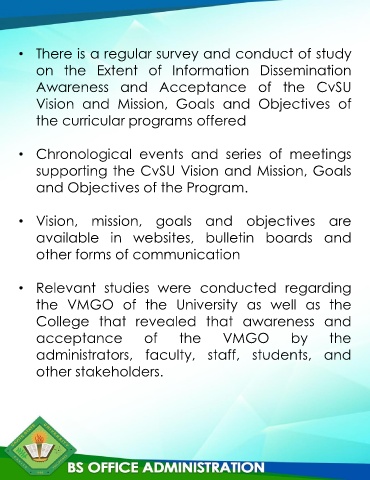 • There is a regular survey and conduct of study
on the Extent of Information Dissemination
Awareness and Acceptance of the CvSU
Vision and Mission, Goals and Objectives of
the curricular programs offered
• Chronological events and series of meetings
supporting the CvSU Vision and Mission, Goals
and Objectives of the Program.
• Vision, mission, goals and objectives are
available in websites, bulletin boards and
other forms of communication
• Relevant studies were conducted regarding
the VMGO of the University as well as the
College that revealed that awareness and
acceptance of the VMGO by the
administrators, faculty, staff, students, and
other stakeholders.
BS OFFICE ADMINISTRATION